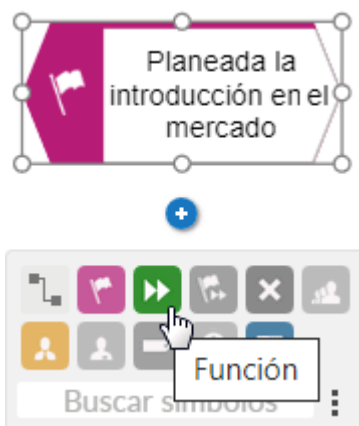 Planeada la
introducción en el
mercado
Función
Buscar símbolos